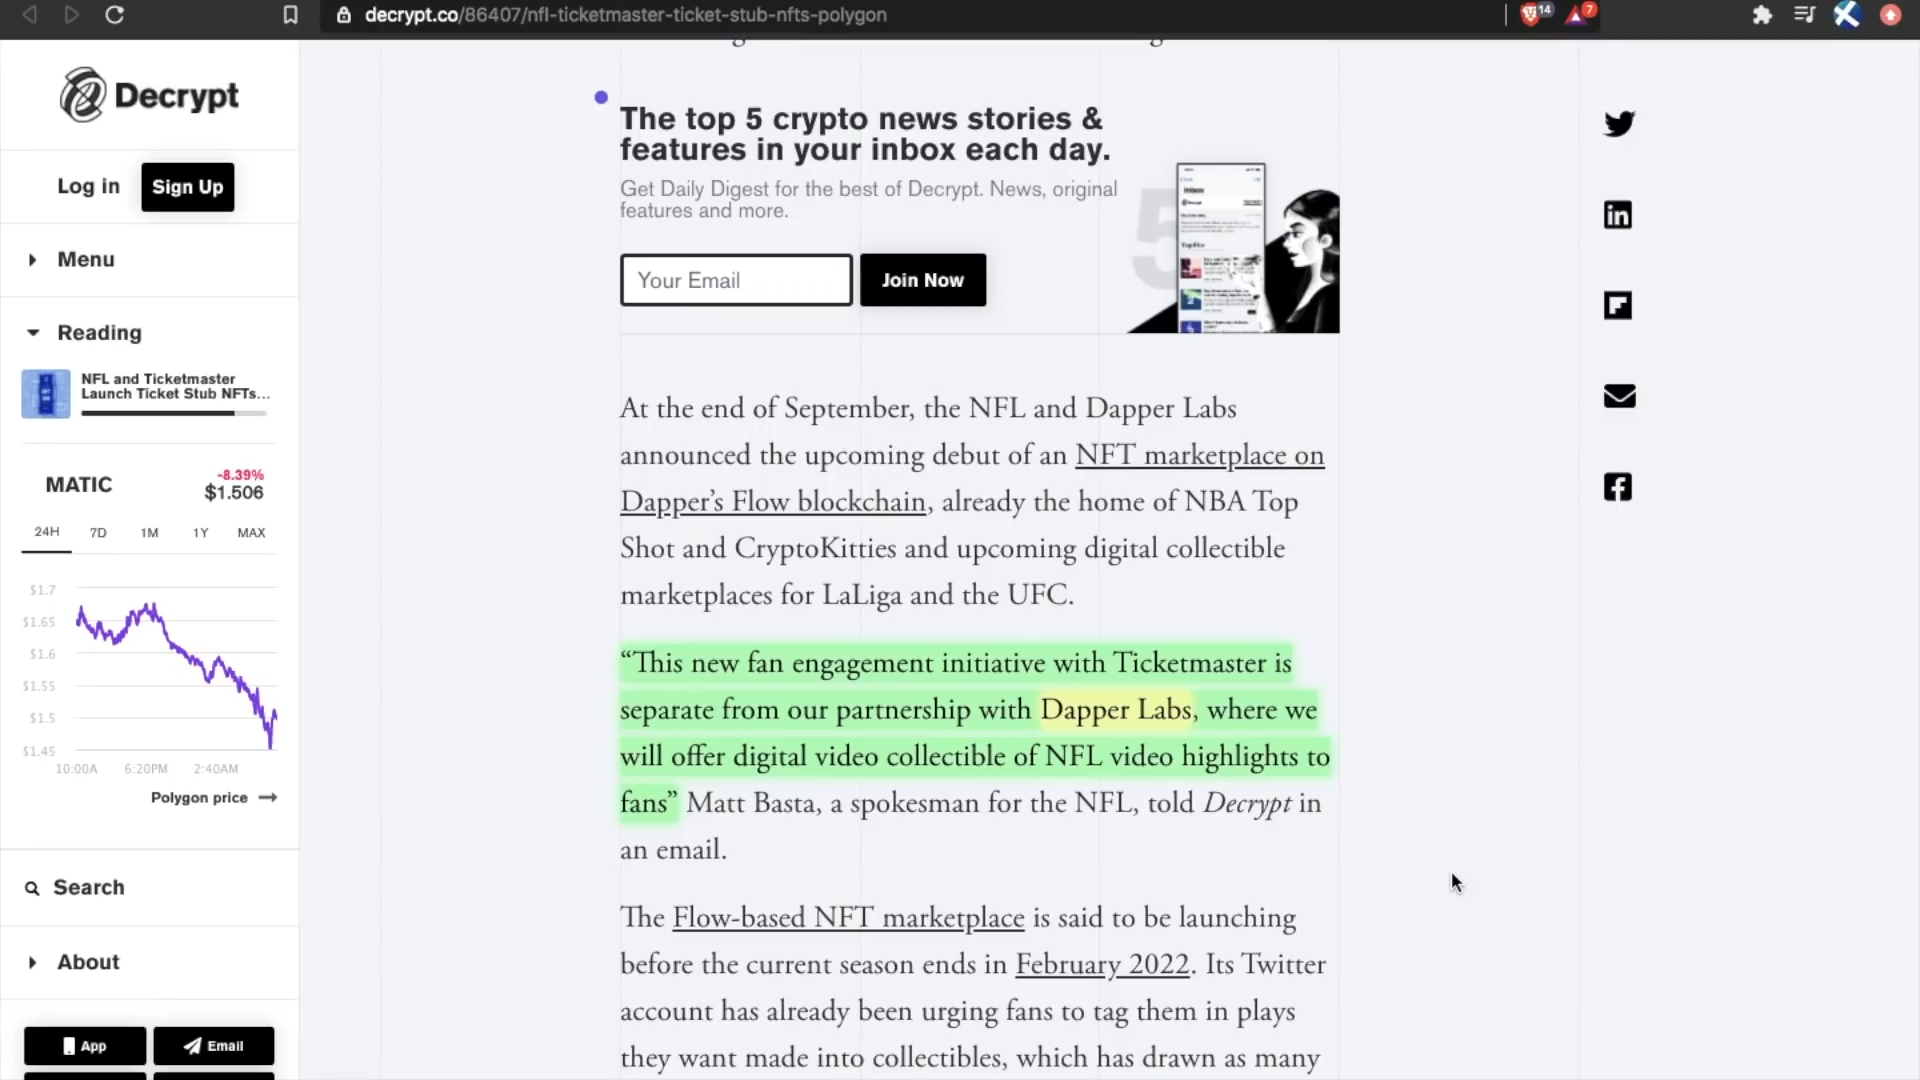 decrypt.co/86407/nfl-ticketmaster-ticket-stub-nfts-polygon
14
7
Decrypt
Log in
Sign Up
Menu
Reading
NFL and Ticketmaster
Launch Ticket Stub NFTs...
MATIC
-8.39%
$1.506
24H
7D
1M
1Y
MAX
$1.7
$1.65
$1.6
$1.55
$1.5
$1.45
10:00A
6:20PM
2:40AM
Polygon price
Search
About
App
Email
The top 5 crypto news stories &
features in your inbox each day.
Get Daily Digest for the best of Decrypt. News, original
features and more.
Your Email
Join Now
5
Inbox
At the end of September, the NFL and Dapper Labs
announced the upcoming debut of an NFT marketplace on
Dapper’s Flow blockchain, already the home of NBA Top
Shot and CryptoKitties and upcoming digital collectible
marketplaces for LaLiga and the UFC.
“This new fan engagement initiative with Ticketmaster is
separate from our partnership with Dapper Labs, where we
will offer digital video collectible of NFL video highlights to
fans” Matt Basta, a spokesman for the NFL, told Decrypt in
an email.
The Flow-based NFT marketplace is said to be launching
before the current season ends in February 2022. Its Twitter
account has already been urging fans to tag them in plays
they want made into collectibles, which has drawn as many